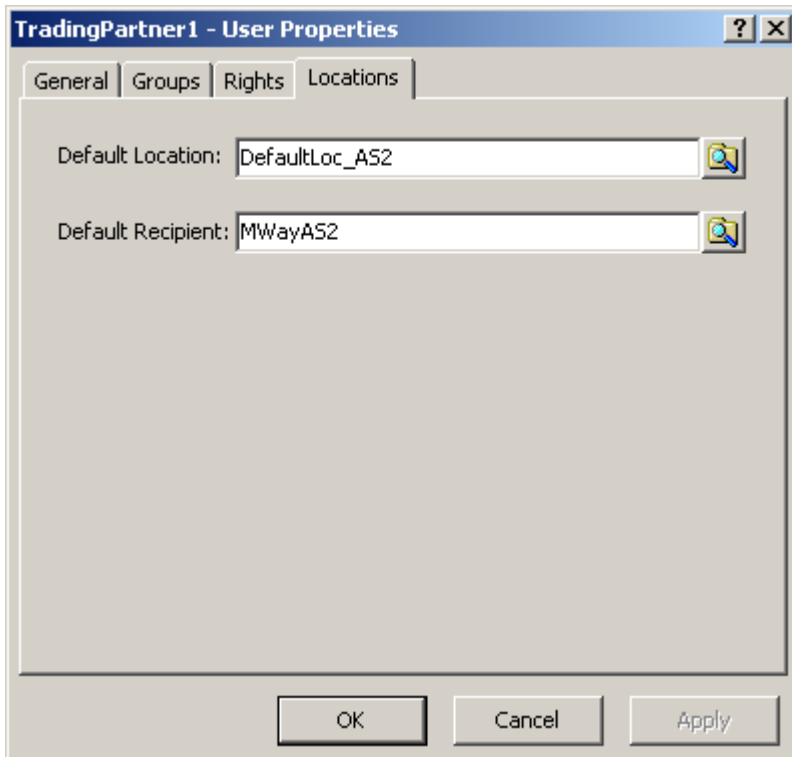 TradingPartner1 - User Properties
General Groups Rights Locations
Default Location: DefaultLoc_AS2
Default Recipient: MWayAS2
OK Cancel Apply